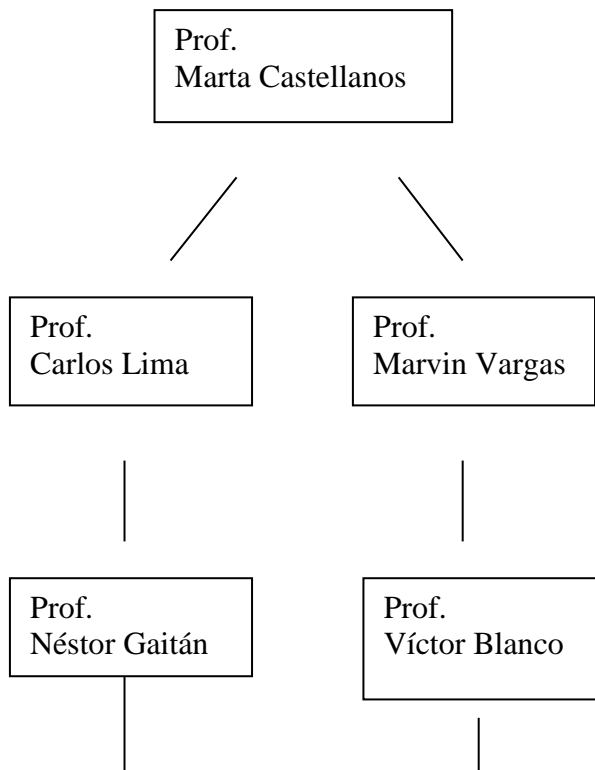 Prof.
Marta Castellanos
Prof.
Carlos Lima
Prof.
Marvin Vargas
Prof.
Néstor Gaitán
Prof.
Víctor Blanco